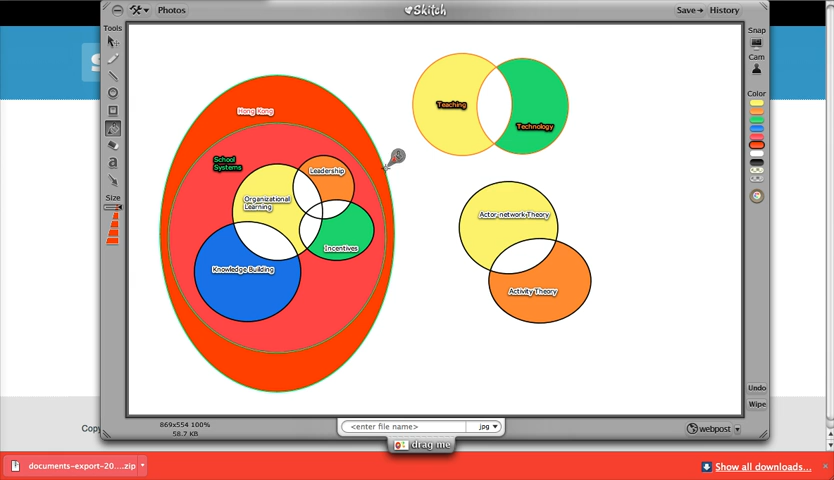 Skitch
Photos
Save
History
Tools
Snap
Cam
Color
Size
a
Hong Kong
School
Systems
Leadership
Organizational
Learning
Incentives
Knowledge Building
Teaching
Technology
Actor-network Theory
Activity Theory
Undo
Wipe
869x554 100%
58.7 KB
<enter file name>
jpg
webpost
drag me
documents-export-20....zip
Show all downloads...